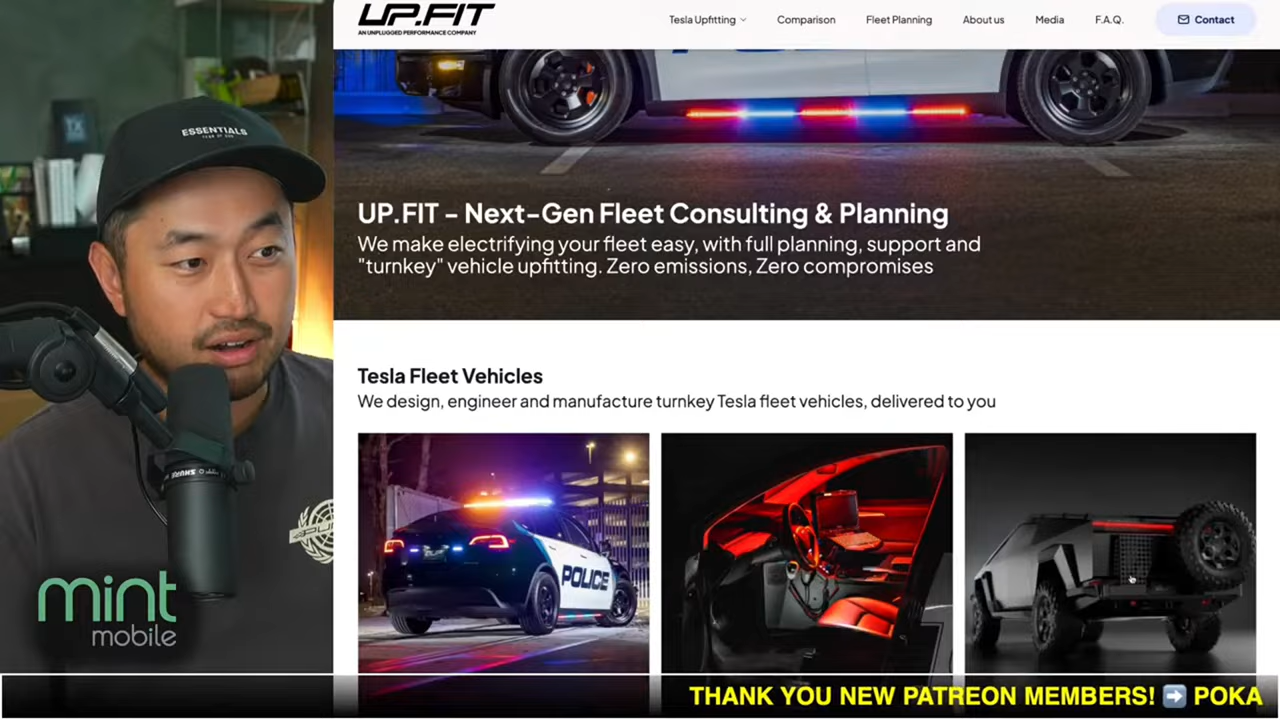 UP.FIT
AN UNPLUGGED PERFORMANCE COMPANY
Tesla Upfitting
Comparison
Fleet Planning
About us
Media
F.A.Q.
Contact
ESSENTIALS
UP.FIT - Next-Gen Fleet Consulting & Planning
We make electrifying your fleet easy, with full planning, support and
"turnkey" vehicle upfitting. Zero emissions, Zero compromises
Tesla Fleet Vehicles
We design, engineer and manufacture turnkey Tesla fleet vehicles, delivered to you
POLICE
SHURE
mint
mobile
THANK YOU NEW PATREON MEMBERS! ➡️ POKA